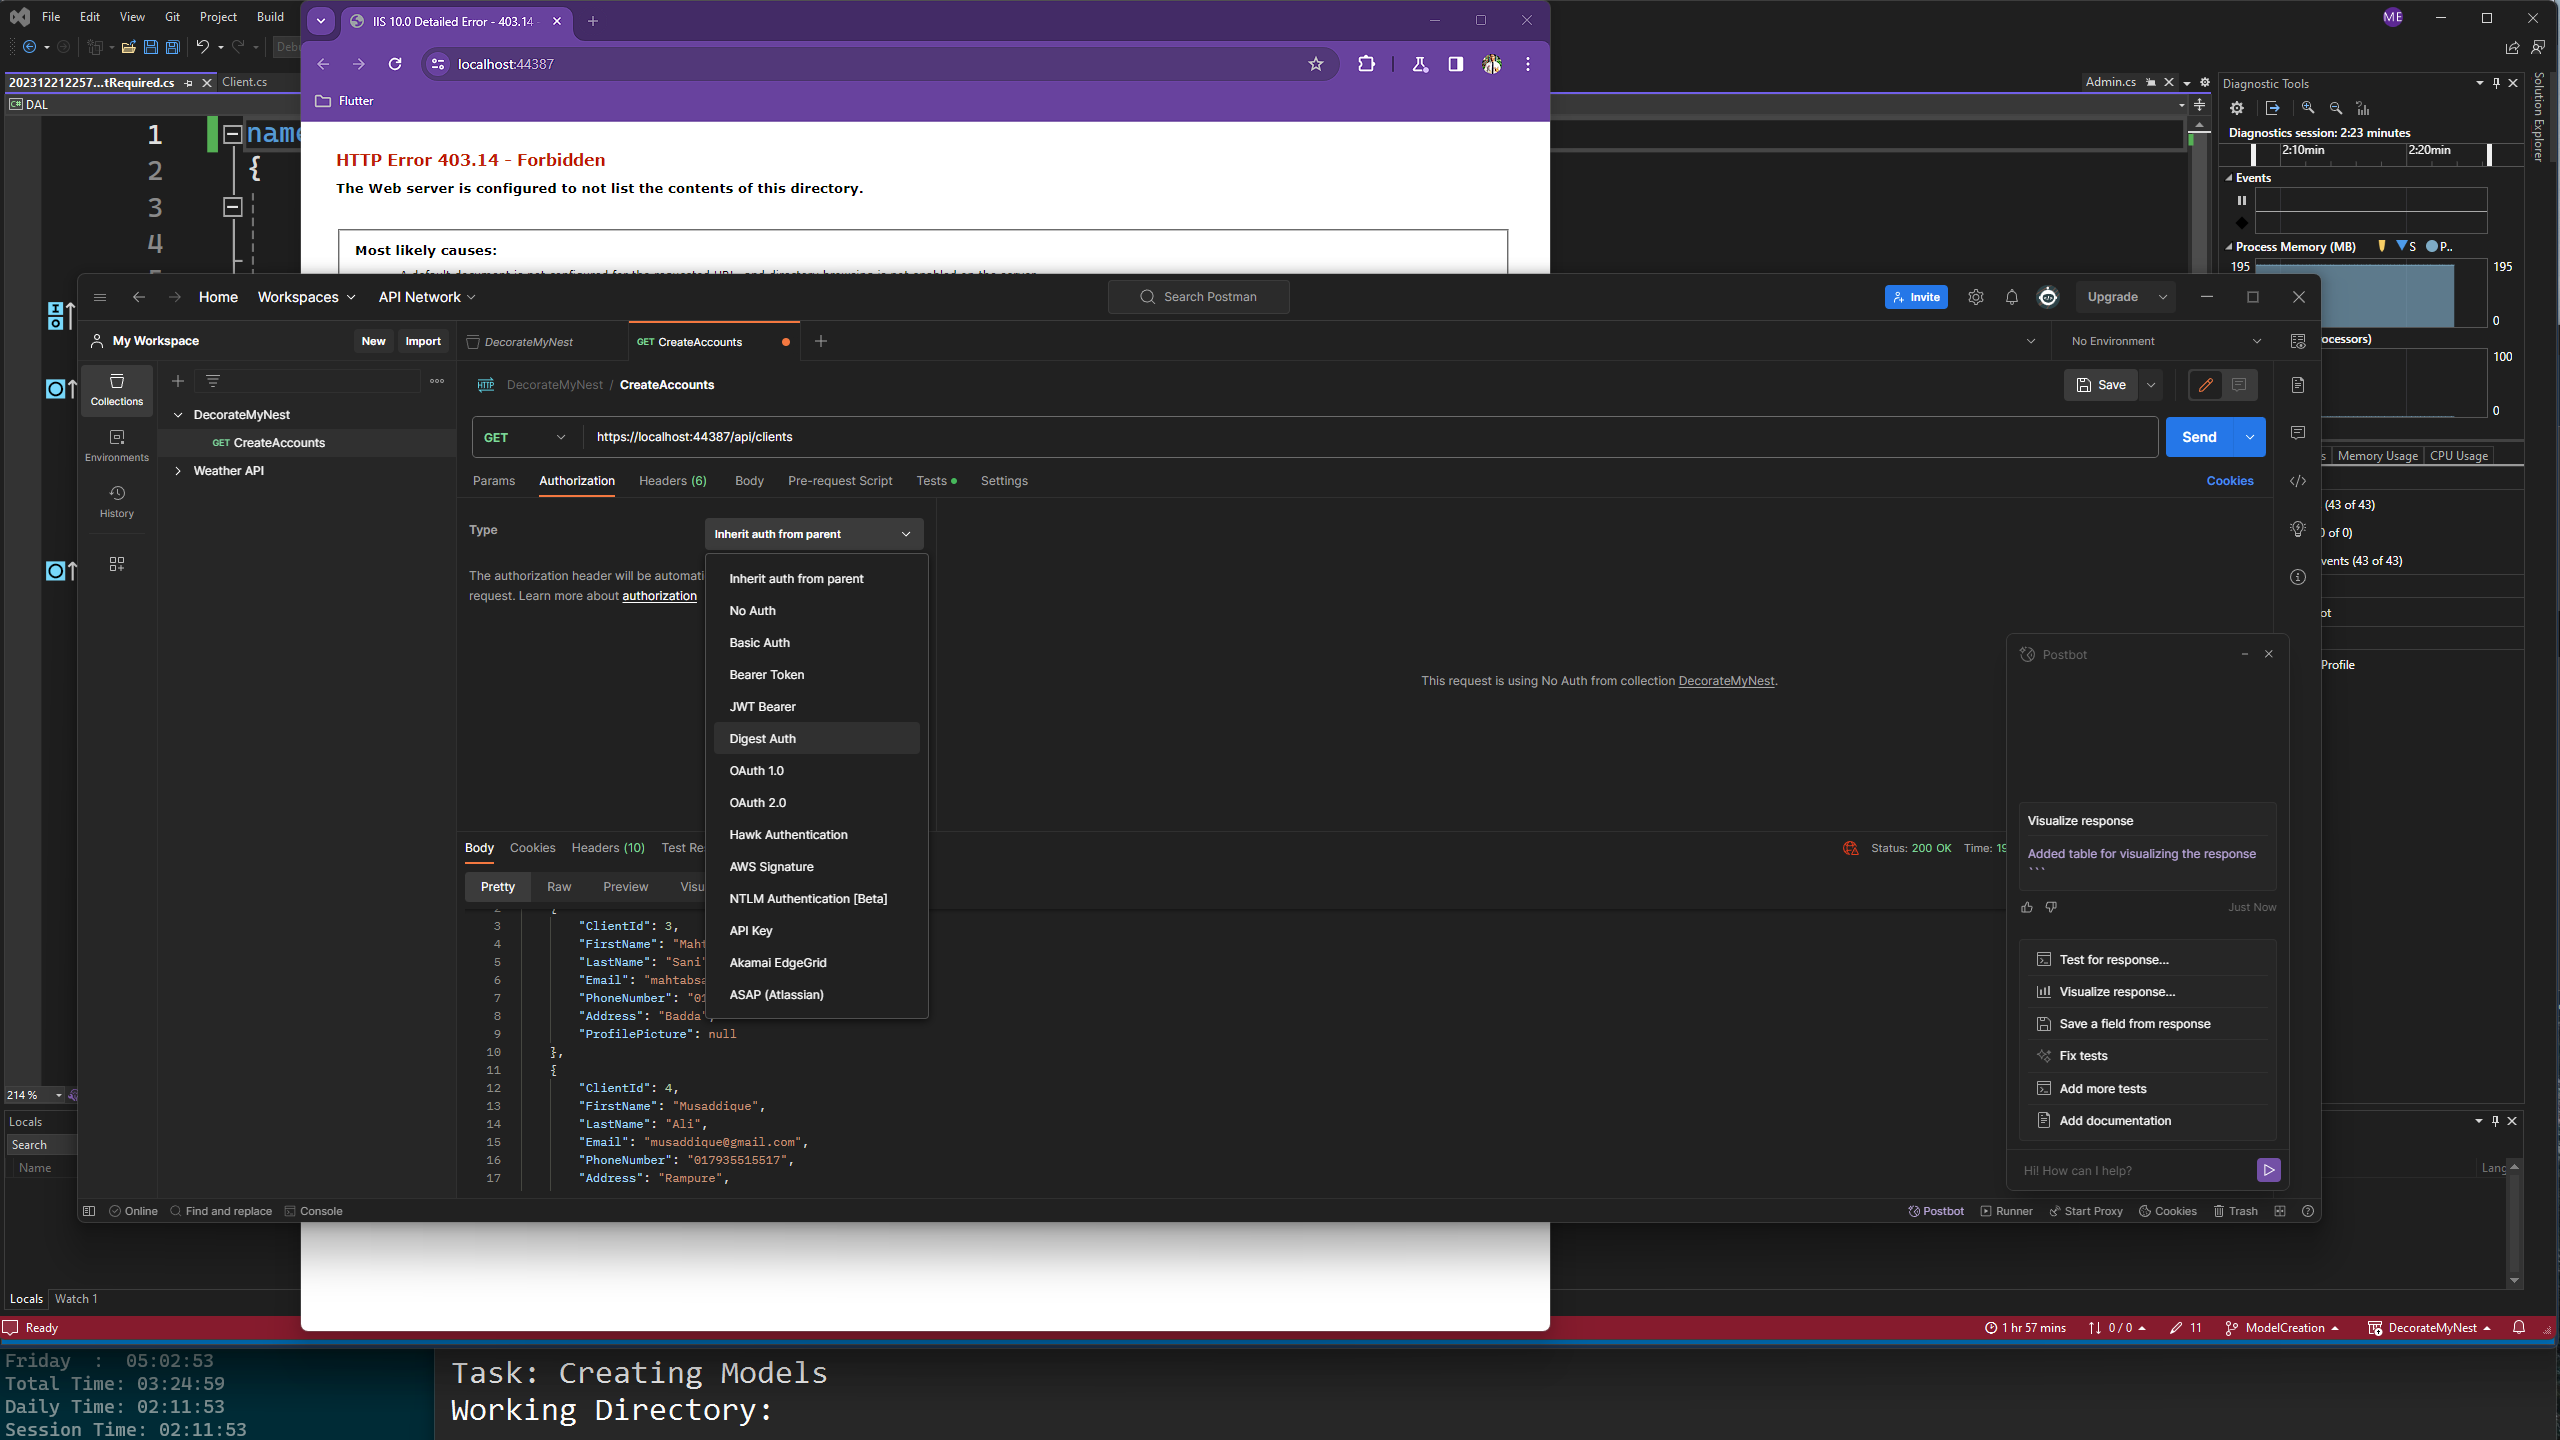 File Edit View Git Project Build
ME
Debu
202312212257...tRequired.cs
Client.cs
Admin.cs
DAL
1
name
2
{
3
4
IIS 10.0 Detailed Error - 403.14
localhost:44387
Flutter
HTTP Error 403.14 - Forbidden
The Web server is configured to not list the contents of this directory.
Most likely causes:
Diagnostic Tools
Diagnostics session: 2:23 minutes
2:10min
2:20min
Events
Process Memory (MB)
S
P..
195
195
0
ocessors)
100
0
s Memory Usage CPU Usage
(43 of 43)
0 of 0)
vents (43 of 43)
ot
Profile
Solution Explorer
Home Workspaces API Network
Search Postman
Invite
Upgrade
My Workspace
New
Import
DecorateMyNest
GET CreateAccounts
No Environment
Collections
Environments
History
DecorateMyNest
GET CreateAccounts
Weather API
HTTP DecorateMyNest / CreateAccounts
Save
GET
https://localhost:44387/api/clients
Send
Params Authorization Headers (6) Body Pre-request Script Tests Settings
Cookies
Type
Inherit auth from parent
The authorization header will be automati
request. Learn more about authorization
Inherit auth from parent
No Auth
Basic Auth
Bearer Token
JWT Bearer
Digest Auth
OAuth 1.0
OAuth 2.0
Hawk Authentication
AWS Signature
NTLM Authentication [Beta]
API Key
Akamai EdgeGrid
ASAP (Atlassian)
This request is using No Auth from collection DecorateMyNest.
Body Cookies Headers (10) Test Re
Status: 200 OK Time: 19
Pretty Raw Preview Visu
2 {
3 "ClientId": 3,
4 "FirstName": "Maht
5 "LastName": "Sani"
6 "Email": "mahtabsa
7 "PhoneNumber": "01
8 "Address": "Badda",
9 "ProfilePicture": null
10 },
11 {
12 "ClientId": 4,
13 "FirstName": "Musaddique",
14 "LastName": "Ali",
15 "Email": "musaddique@gmail.com",
16 "PhoneNumber": "017935515517",
17 "Address": "Rampure",
Postbot
Visualize response
Added table for visualizing the response
```
Just Now
Test for response...
Visualize response...
Save a field from response
Fix tests
Add more tests
Add documentation
Hi! How can I help?
Online Find and replace Console
Postbot Runner Start Proxy Cookies Trash
214 %
Locals
Search
Name
Lang
Locals Watch 1
Ready
1 hr 57 mins
0 / 0
11
ModelCreation
DecorateMyNest
Friday : 05:02:53
Total Time: 03:24:59
Daily Time: 02:11:53
Session Time: 02:11:53
Task: Creating Models
Working Directory: